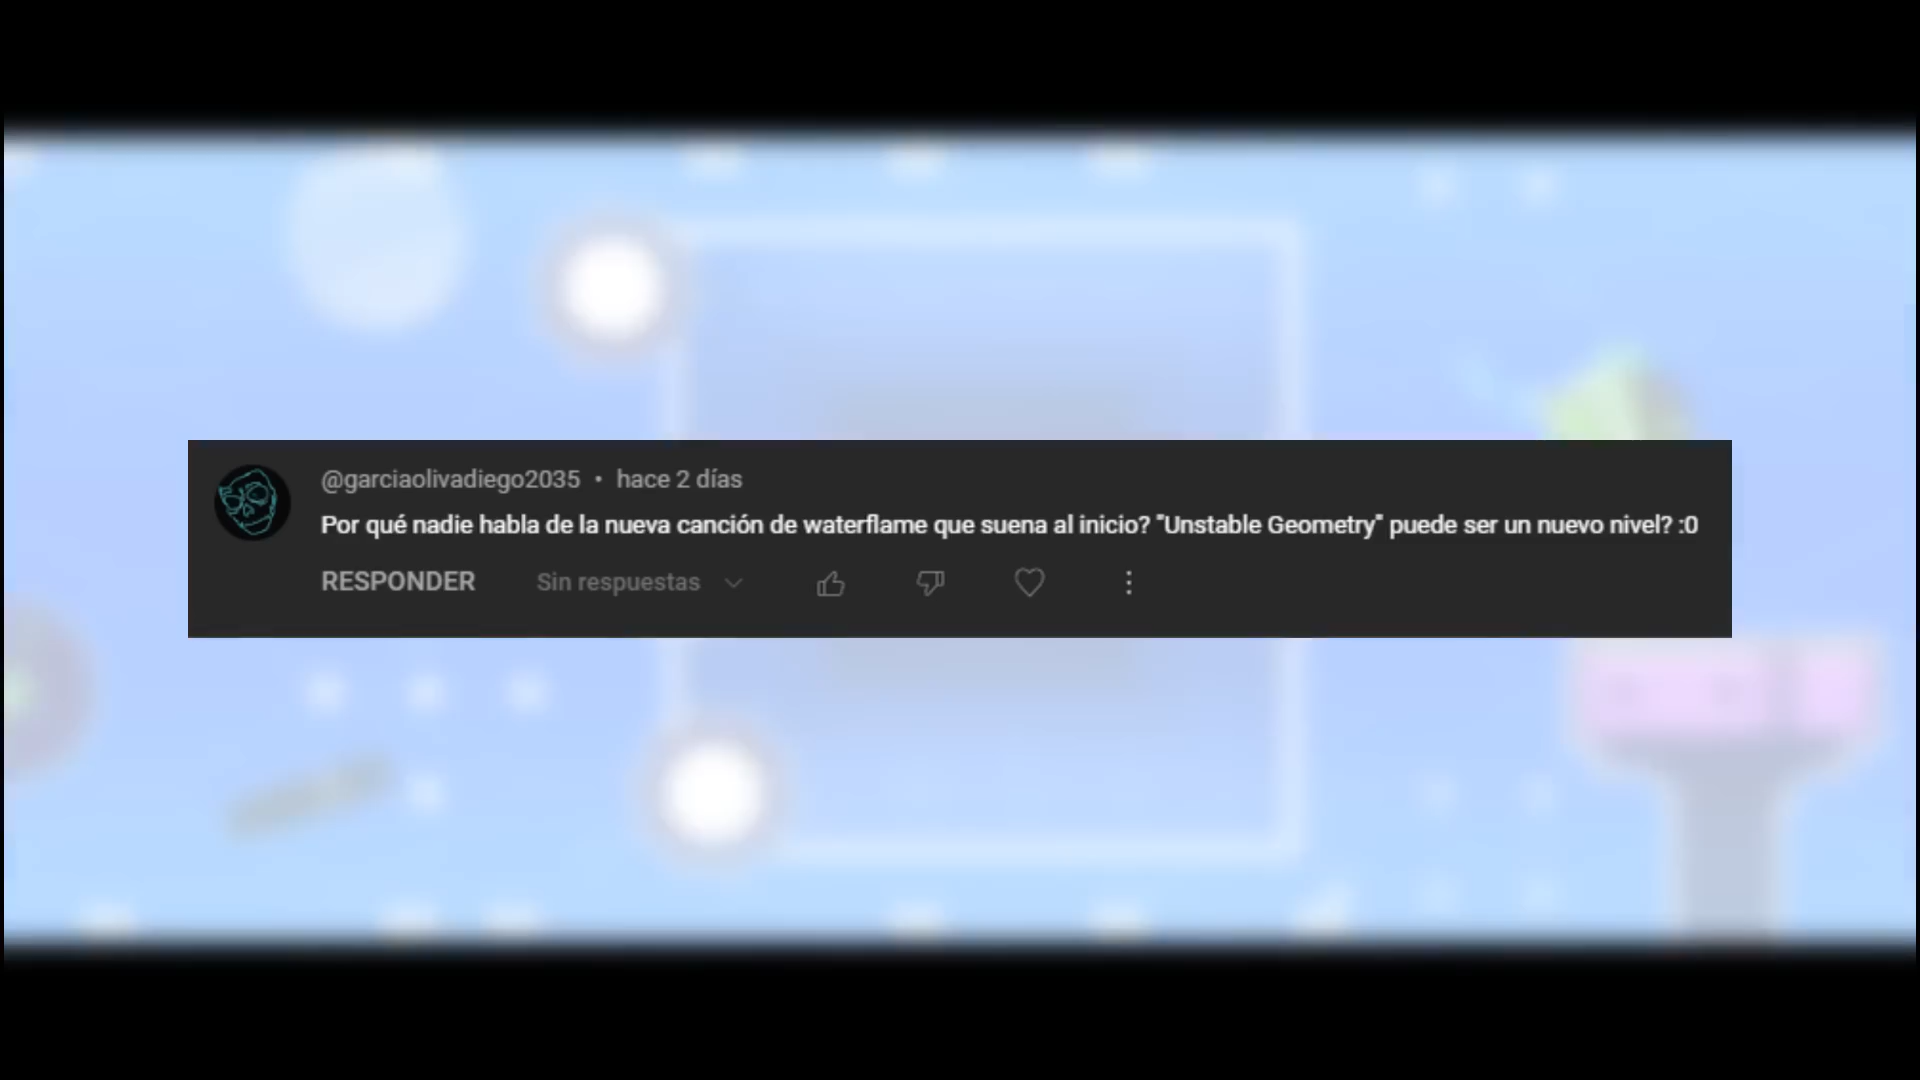 @garciaolivadiego2035 • hace 2 días
Por qué nadie habla de la nueva canción de waterflame que suena al inicio? "Unstable Geometry" puede ser un nuevo nivel? :0
RESPONDER Sin respuestas